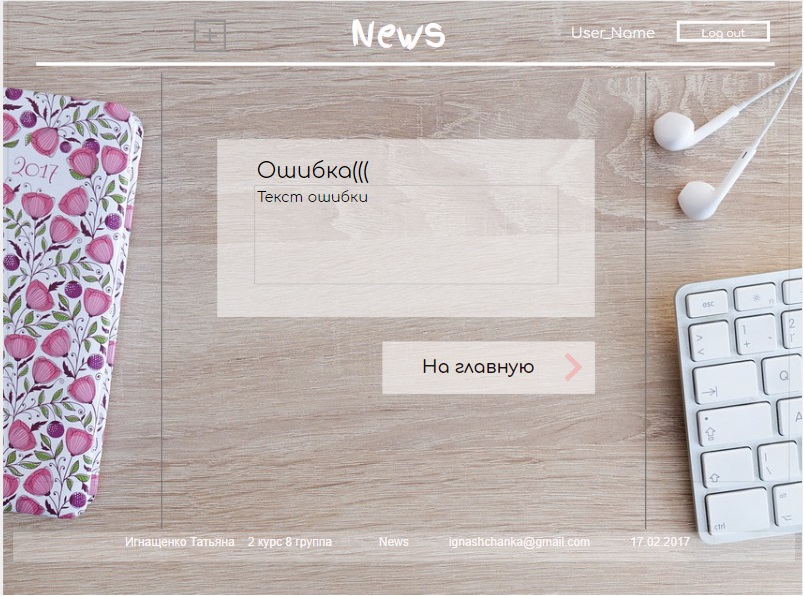 News
User_Name
Log out
2017
Ошибка(((
Текст ошибки
На главную
esc
Q
ctrl
Игнащенко Татьяна 2 курс 8 группа News ignashchanka@gmail.com 17 02 2017